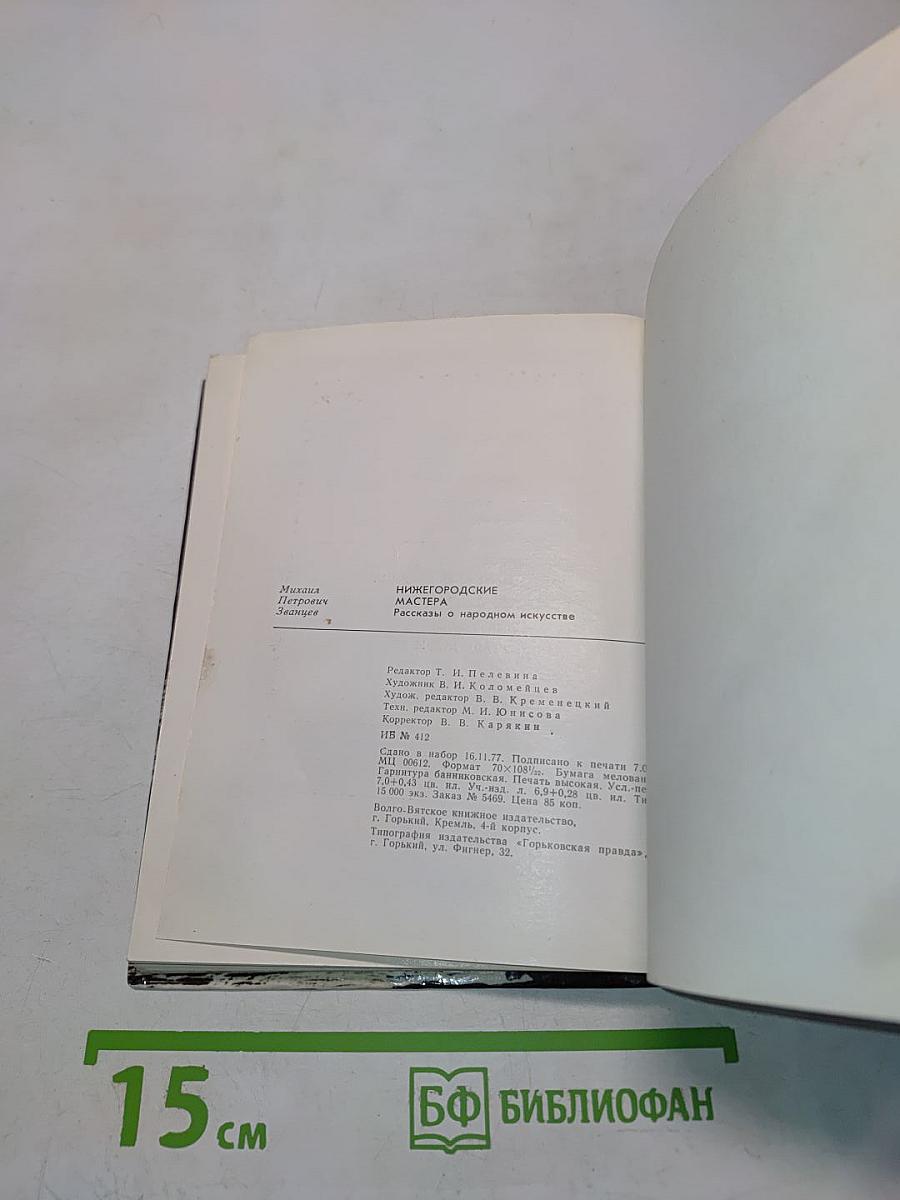 Михаил
Петрович
Званцев
НИЖЕГОРОДСКИЕ
МАСТЕРА
Рассказы о народном искусстве
Редактор Т. И. Пелевина
Художник В. И. Коломейцев
Худож. редактор В. В. Кременецкий
Техн. редактор М. И. Юнисова
Корректор В. В. Карякин
ИБ № 412
Сдано в набор 16.11.77. Подписано к печати
МЦ 00612. Формат 70×108¹/₃₂. Бумага мелован
Гарнитура банниковская. Печать высокая. Усл.-пе
7,0+0,43 цв. ил. Уч.-изд. л. 6,9+0,28 цв. ил. Ти
15 000 экз. Заказ № 5469. Цена 85 коп.
Волго-Вятское книжное издательство,
г. Горький, Кремль, 4-й корпус.
Типография издательства «Горьковская правда»,
г. Горький, ул. Фигнер, 32.
15 см
БФ БИБЛИОФАН